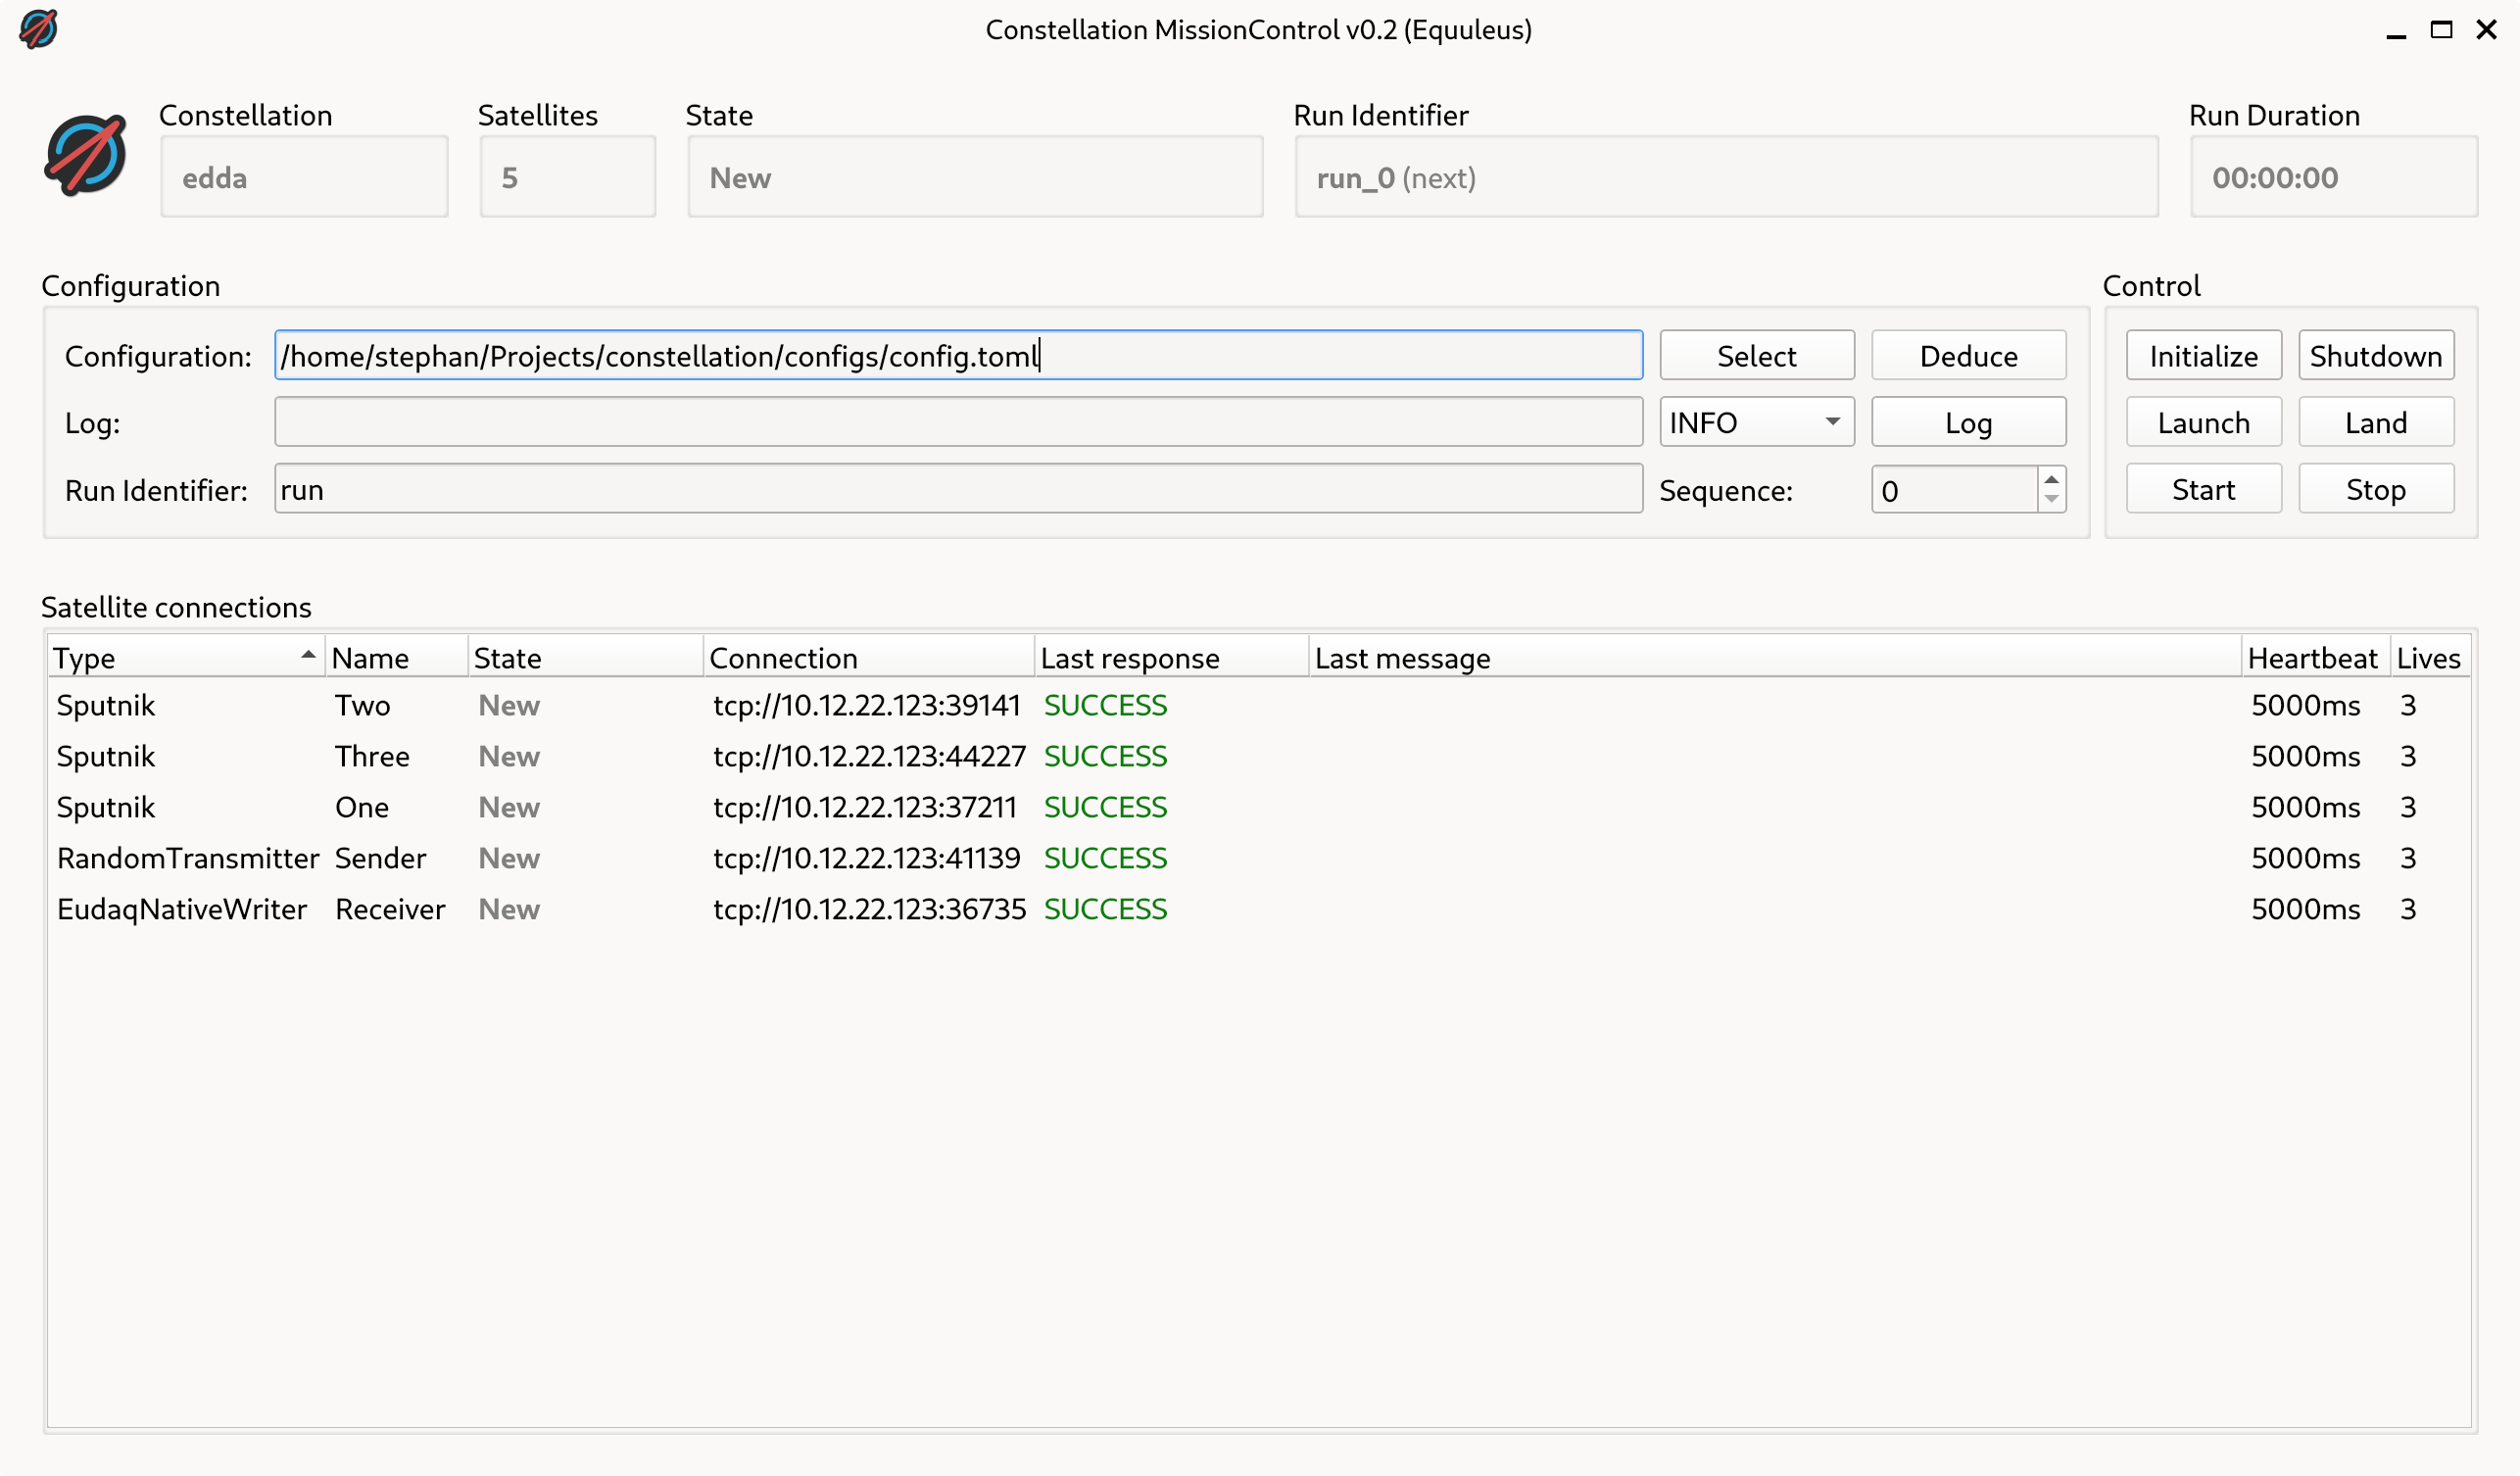 Constellation MissionControl v0.2 (Equuleus)
Constellation Satellites State Run Identifier Run Duration
edda 5 New run_0 (next) 00:00:00
Configuration Control
Configuration: /home/stephan/Projects/constellation/configs/config.toml Select Deduce Initialize Shutdown
Log: INFO Log Launch Land
Run Identifier: run Sequence: 0 Start Stop
Satellite connections
Type Name State Connection Last response Last message Heartbeat Lives
Sputnik Two New tcp://10.12.22.123:39141 SUCCESS 5000ms 3
Sputnik Three New tcp://10.12.22.123:44227 SUCCESS 5000ms 3
Sputnik One New tcp://10.12.22.123:37211 SUCCESS 5000ms 3
RandomTransmitter Sender New tcp://10.12.22.123:41139 SUCCESS 5000ms 3
EudaqNativeWriter Receiver New tcp://10.12.22.123:36735 SUCCESS 5000ms 3